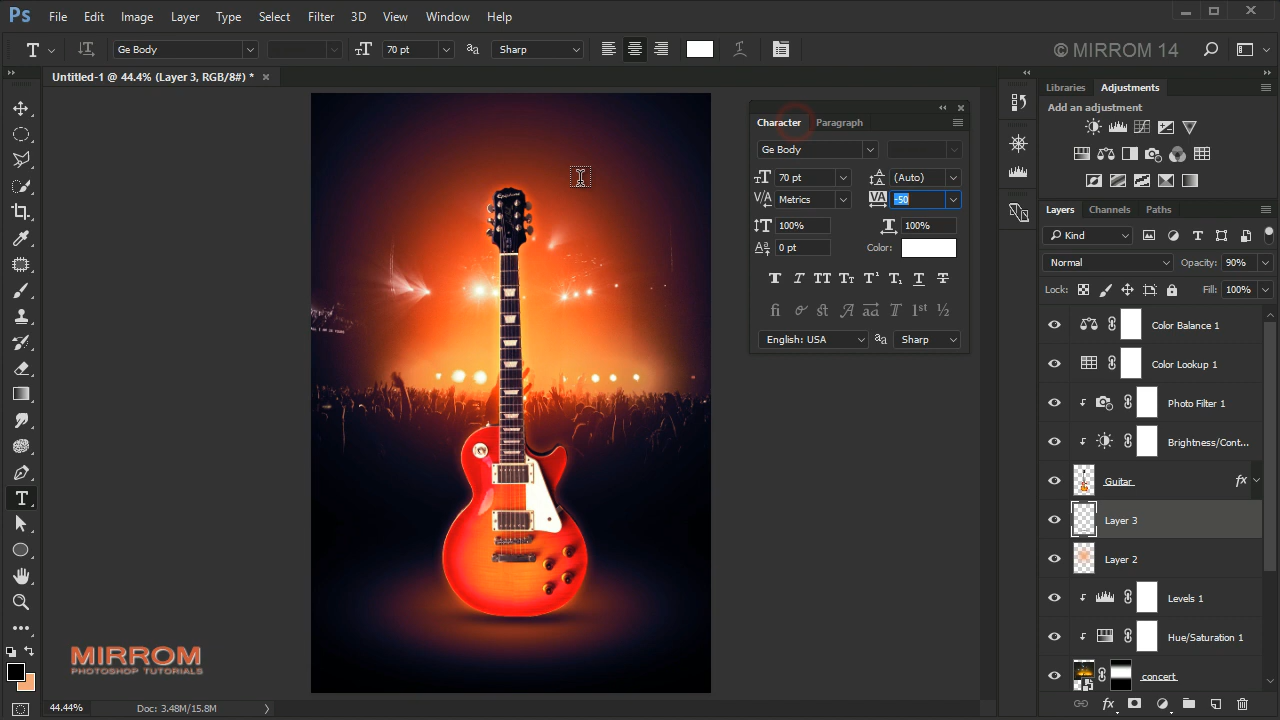 Ps File Edit Image Layer Type Select Filter 3D View Window Help
T Ge Body 70 pt Sharp © MIRROM 14
Untitled-1 @ 44.4% (Layer 3, RGB/8#) *
Libraries Adjustments
Add an adjustment
Character Paragraph
Ge Body
70 pt (Auto)
Metrics -50
100% 100%
0 pt Color:
English: USA Sharp
Layers Channels Paths
Kind
Normal Opacity: 90%
Lock: Fill: 100%
Color Balance 1
Color Lookup 1
Photo Filter 1
Brightness/Cont...
Guitar fx
Layer 3
Layer 2
Levels 1
Hue/Saturation 1
concert
Epiphone
MIRROM
PHOTOSHOP TUTORIALS
44.44% Doc: 3.48M/15.8M